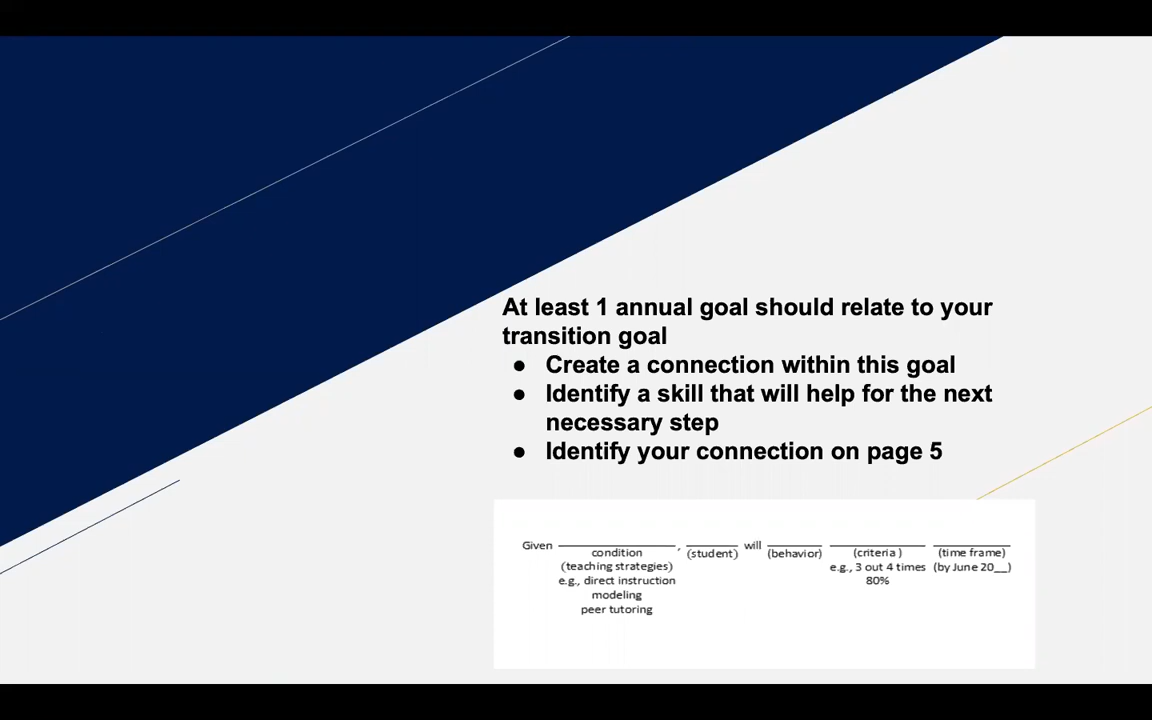 At least 1 annual goal should relate to your
transition goal
● Create a connection within this goal
● Identify a skill that will help for the next
necessary step
● Identify your connection on page 5
Given ____________, ______ will ______ __________ ________
condition (student) (behavior) (criteria ) (time frame)
(teaching strategies) e.g., 3 out 4 times (by June 20__)
e.g., direct instruction 80%
modeling
peer tutoring